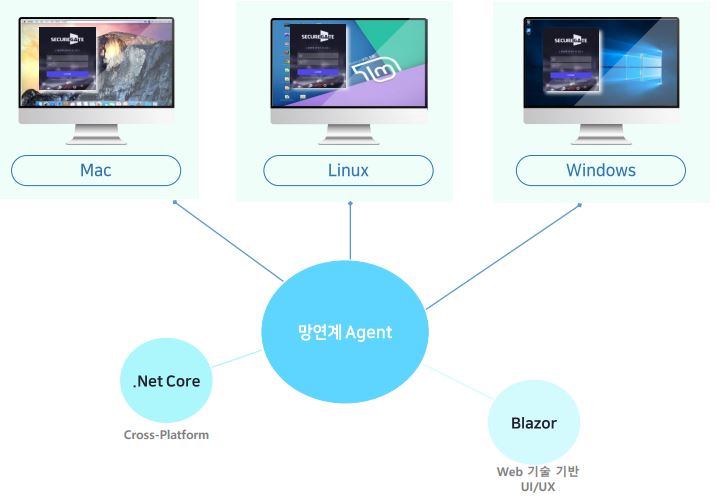 SECUREGATE
SECUREGATE
SECUREGATE
Mac
Linux
Windows
망연계 Agent
.Net Core
Cross-Platform
Blazor
Web 기술 기반
UI/UX